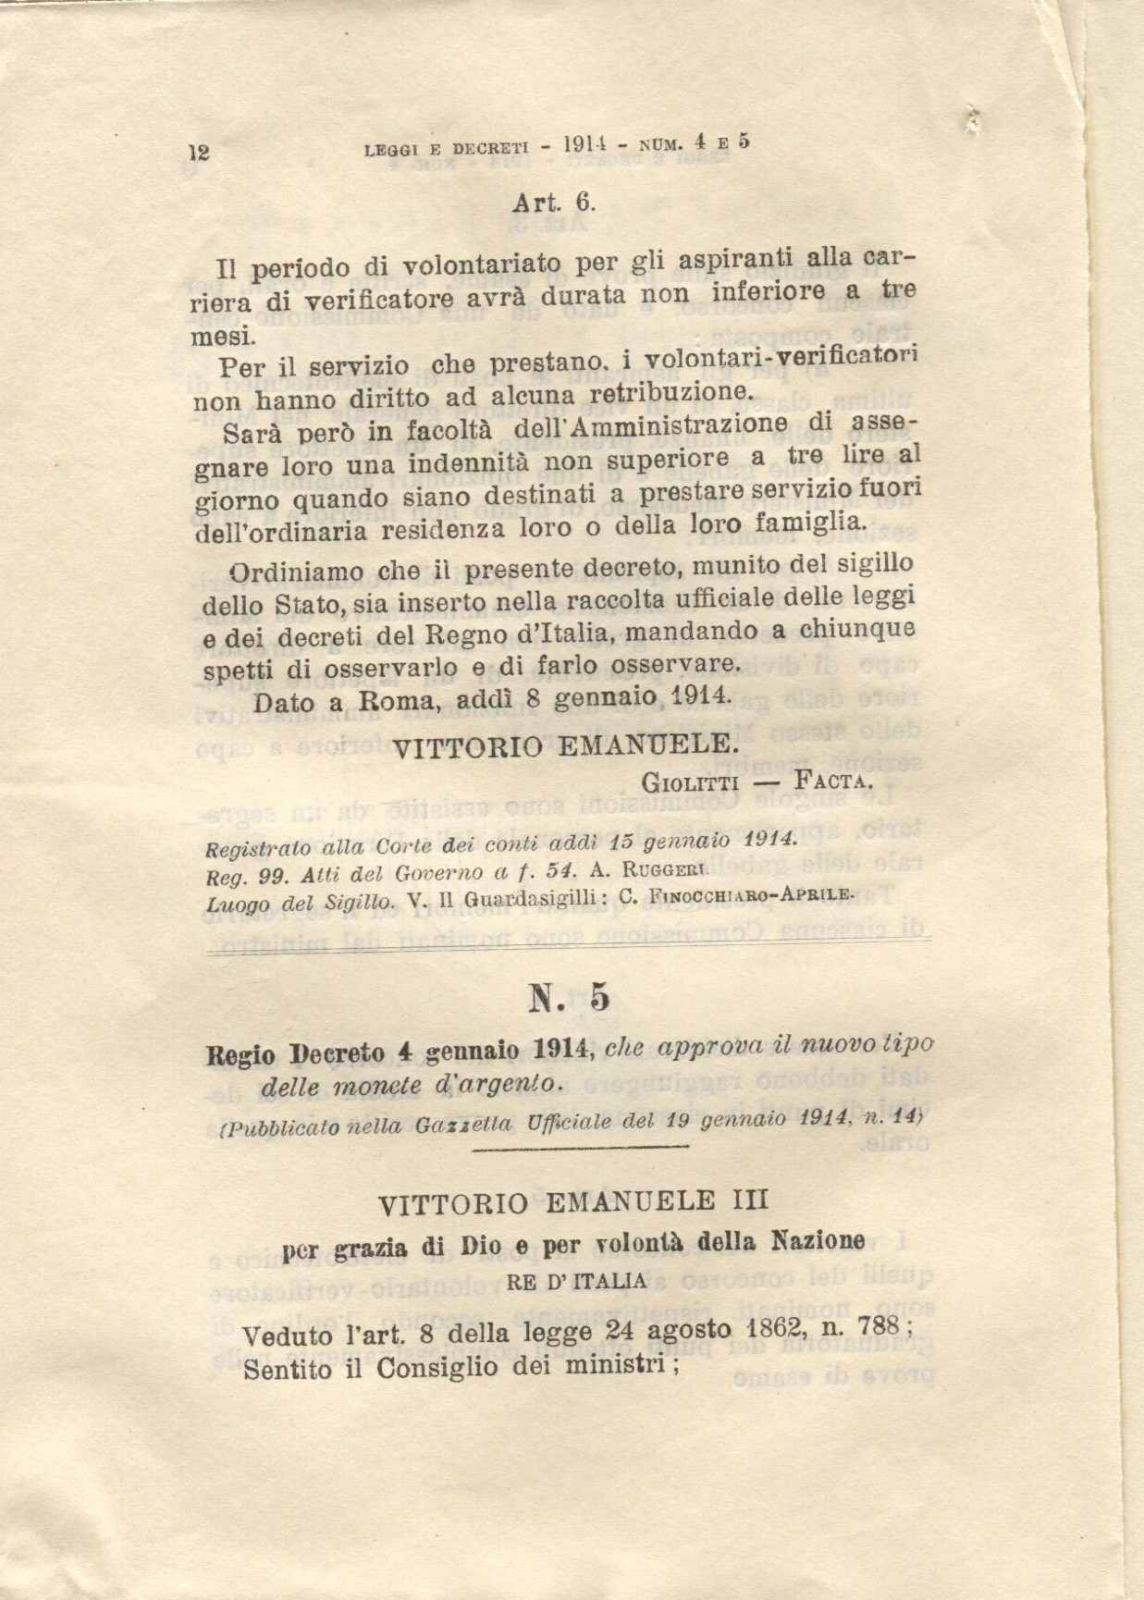 12 LEGGI E DECRETI - 1914 - NUM. 4 E 5
Art. 6.
Il periodo di volontariato per gli aspiranti alla car-
riera di verificatore avrà durata non inferiore a tre
mesi.
Per il servizio che prestano. i volontari-verificatori
non hanno diritto ad alcuna retribuzione.
Sarà però in facoltà dell'Amministrazione di asse-
gnare loro una indennità non superiore a tre lire al
giorno quando siano destinati a prestare servizio fuori
dell'ordinaria residenza loro o della loro famiglia.
Ordiniamo che il presente decreto, munito del sigillo
dello Stato, sia inserto nella raccolta ufficiale delle leggi
e dei decreti del Regno d'Italia, mandando a chiunque
spetti di osservarlo e di farlo osservare.
Dato a Roma, addì 8 gennaio 1914.
VITTORIO EMANUELE.
GIOLITTI — FACTA.
Registrato alla Corte dei conti addì 15 gennaio 1914.
Reg. 99. Atti del Governo a f. 54. A. RUGGERI.
Luogo del Sigillo. V. Il Guardasigilli: C. FINOCCHIARO-APRILE.
N. 5
Regio Decreto 4 gennaio 1914, che approva il nuovo tipo
delle monete d'argento.
(Pubblicato nella Gazzetta Ufficiale del 19 gennaio 1914, n. 14)
VITTORIO EMANUELE III
per grazia di Dio e per volontà della Nazione
RE D'ITALIA
Veduto l'art. 8 della legge 24 agosto 1862, n. 788;
Sentito il Consiglio dei ministri;